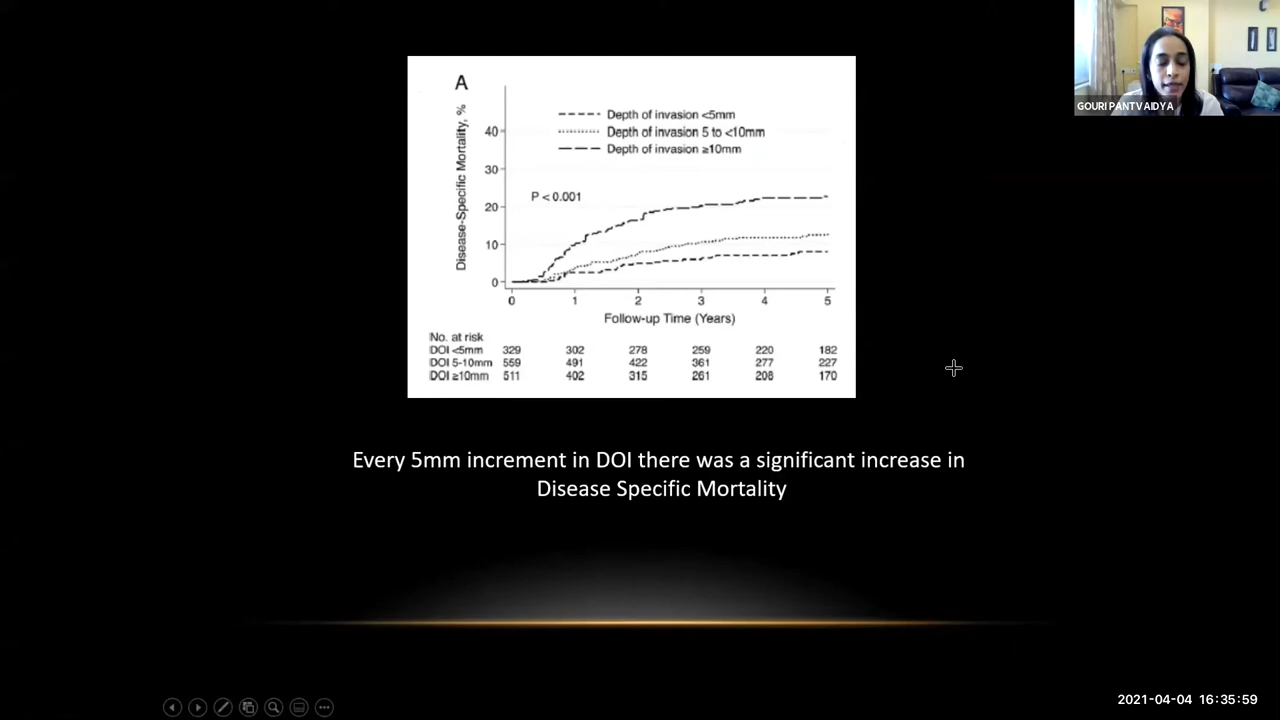 A
Disease-Specific Mortality, %
40
30
20
10
0
Depth of invasion <5mm
Depth of invasion 5 to <10mm
Depth of invasion ≥10mm
P < 0.001
0 1 2 3 4 5
Follow-up Time (Years)
No. at risk
DOI <5mm 329 302 278 259 220 182
DOI 5-10mm 559 491 422 361 277 227
DOI ≥10mm 511 402 315 261 208 170
Every 5mm increment in DOI there was a significant increase in
Disease Specific Mortality
GOURI PANTVAIDYA
2021-04-04 16:35:59